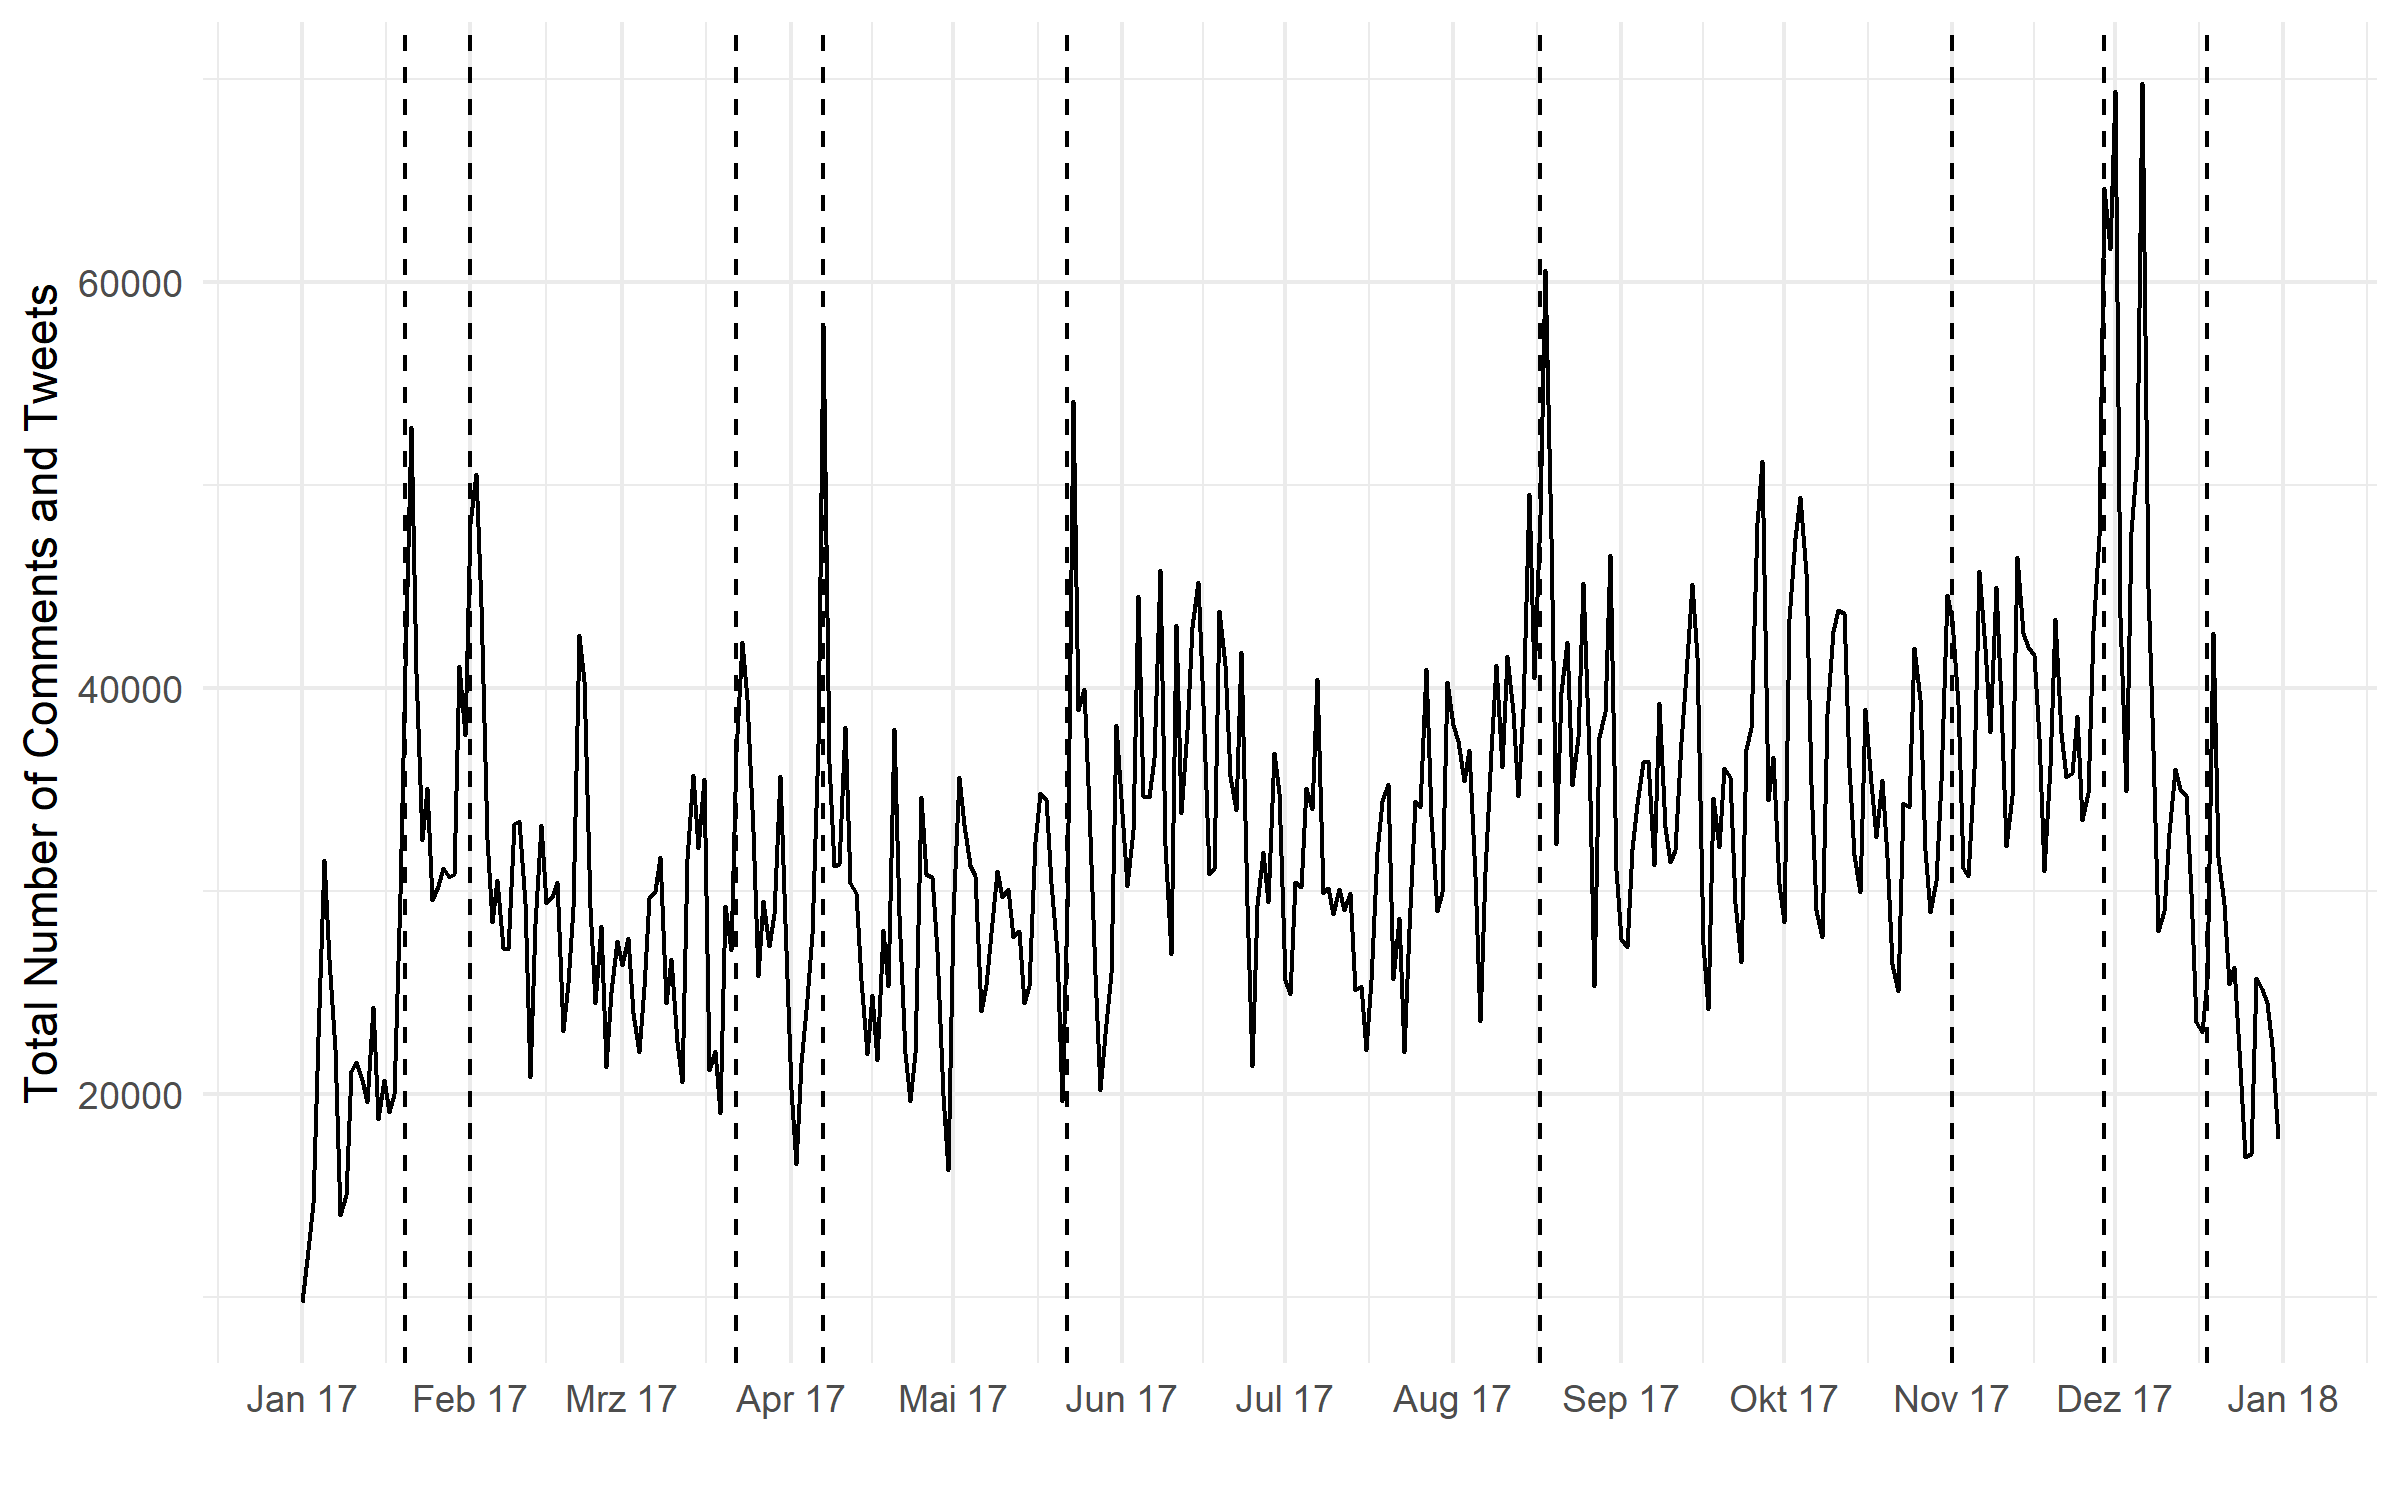 Total Number of Comments and Tweets
60000
40000
20000
Jan 17 Feb 17 Mrz 17 Apr 17 Mai 17 Jun 17 Jul 17 Aug 17 Sep 17 Okt 17 Nov 17 Dez 17 Jan 18